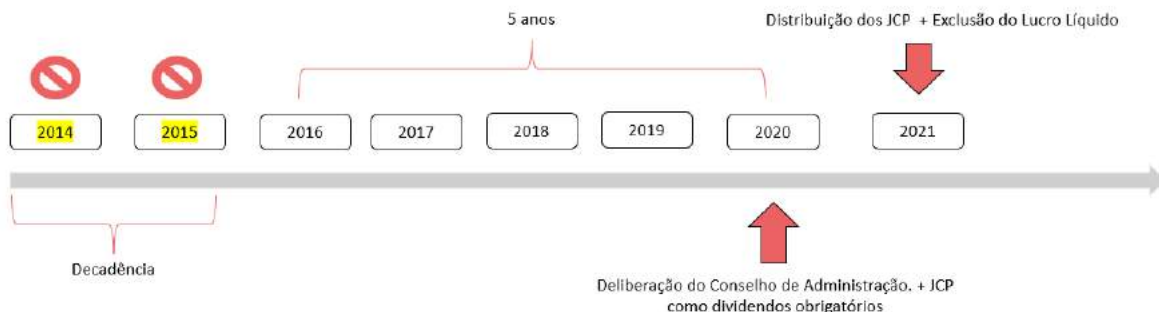 5 anos
Distribuição dos JCP + Exclusão do Lucro Líquido
2014
2015
2016
2017
2018
2019
2020
2021
Decadência
Deliberação do Conselho de Administração. + JCP
como dividendos obrigatórios